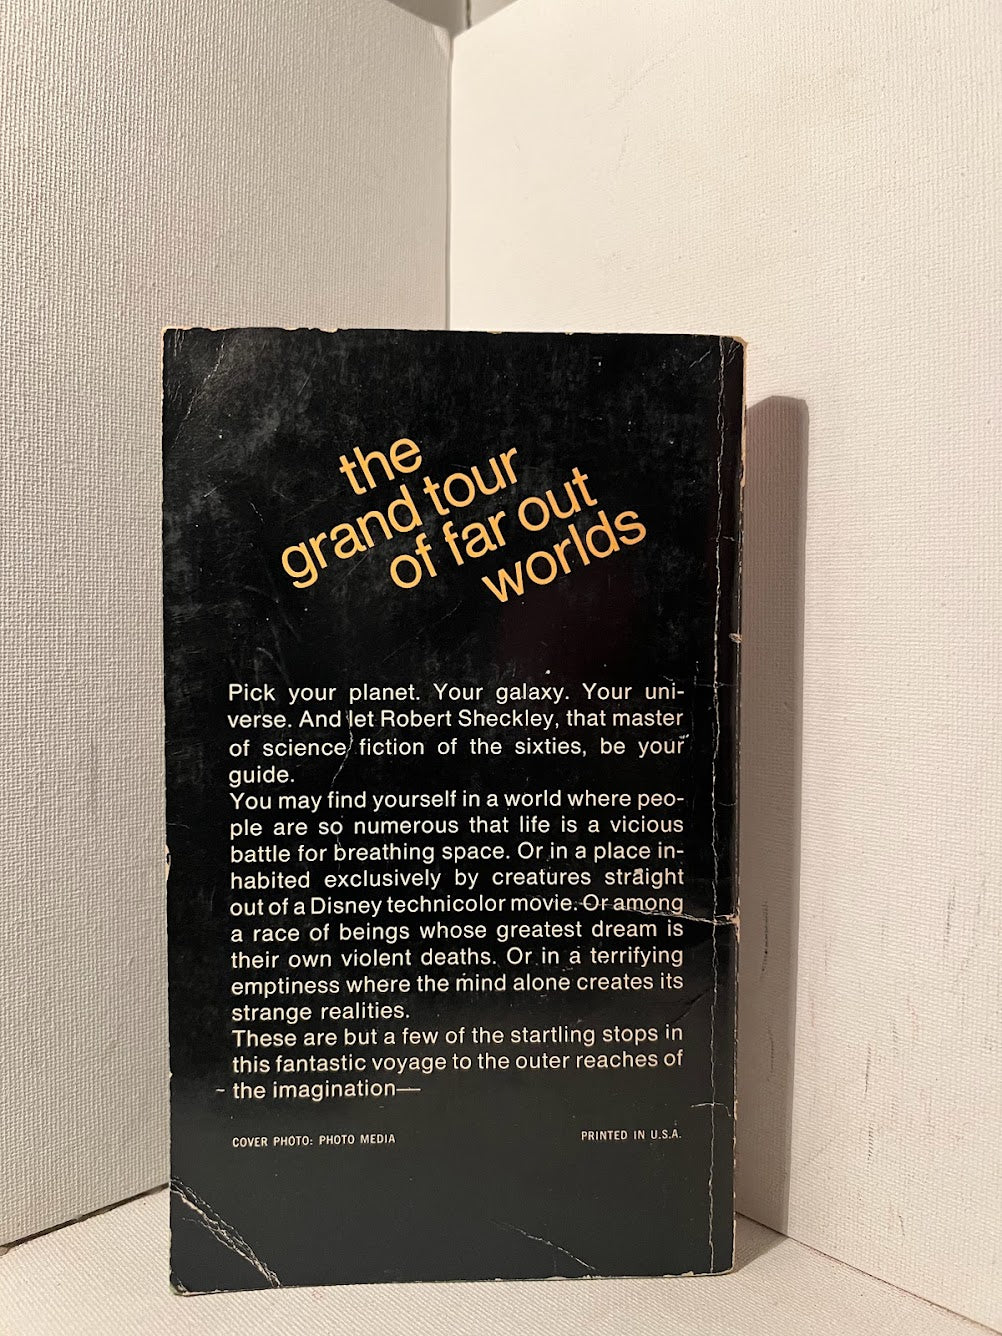 the
grand tour
of far out
worlds
Pick your planet. Your galaxy. Your uni-
verse. And let Robert Sheckley, that master
of science fiction of the sixties, be your
guide.
You may find yourself in a world where peo-
ple are so numerous that life is a vicious
battle for breathing space. Or in a place in-
habited exclusively by creatures straight
out of a Disney technicolor movie. Or among
a race of beings whose greatest dream is
their own violent deaths. Or in a terrifying
emptiness where the mind alone creates its
strange realities.
These are but a few of the startling stops in
this fantastic voyage to the outer reaches of
the imagination—
COVER PHOTO: PHOTO MEDIA
PRINTED IN U.S.A.